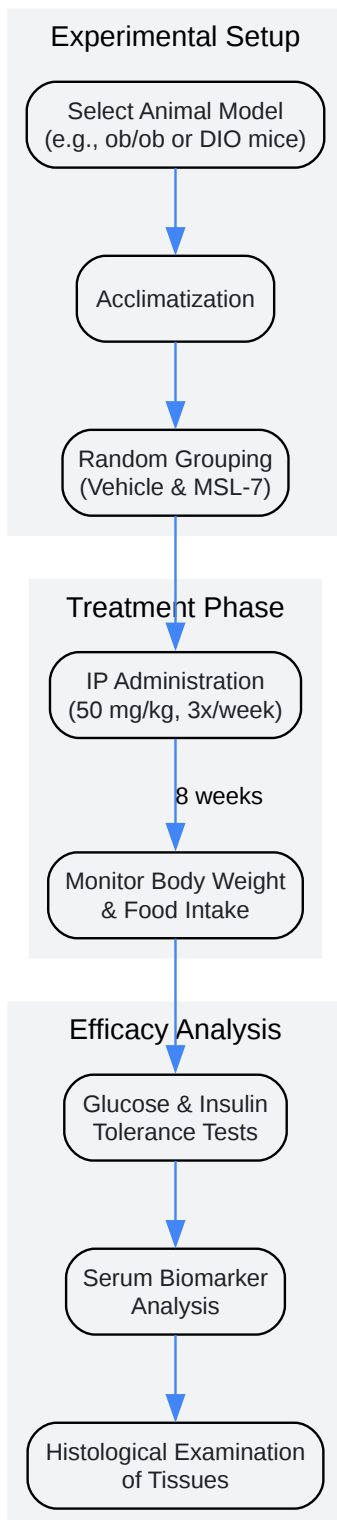 Experimental Setup
Select Animal Model
(e.g., ob/ob or DIO mice)
Acclimatization
Random Grouping
(Vehicle & MSL-7)
Treatment Phase
IP Administration
(50 mg/kg, 3x/week)
8 weeks
Monitor Body Weight
& Food Intake
Efficacy Analysis
Glucose & Insulin
Tolerance Tests
Serum Biomarker
Analysis
Histological Examination
of Tissues